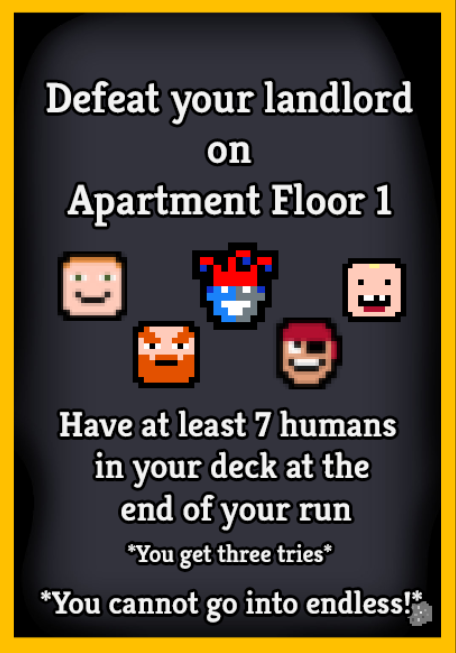 Defeat your landlord
on
Apartment Floor 1
Have at least 7 humans
in your deck at the
end of your run
*You get three tries*
*You cannot go into endless!*